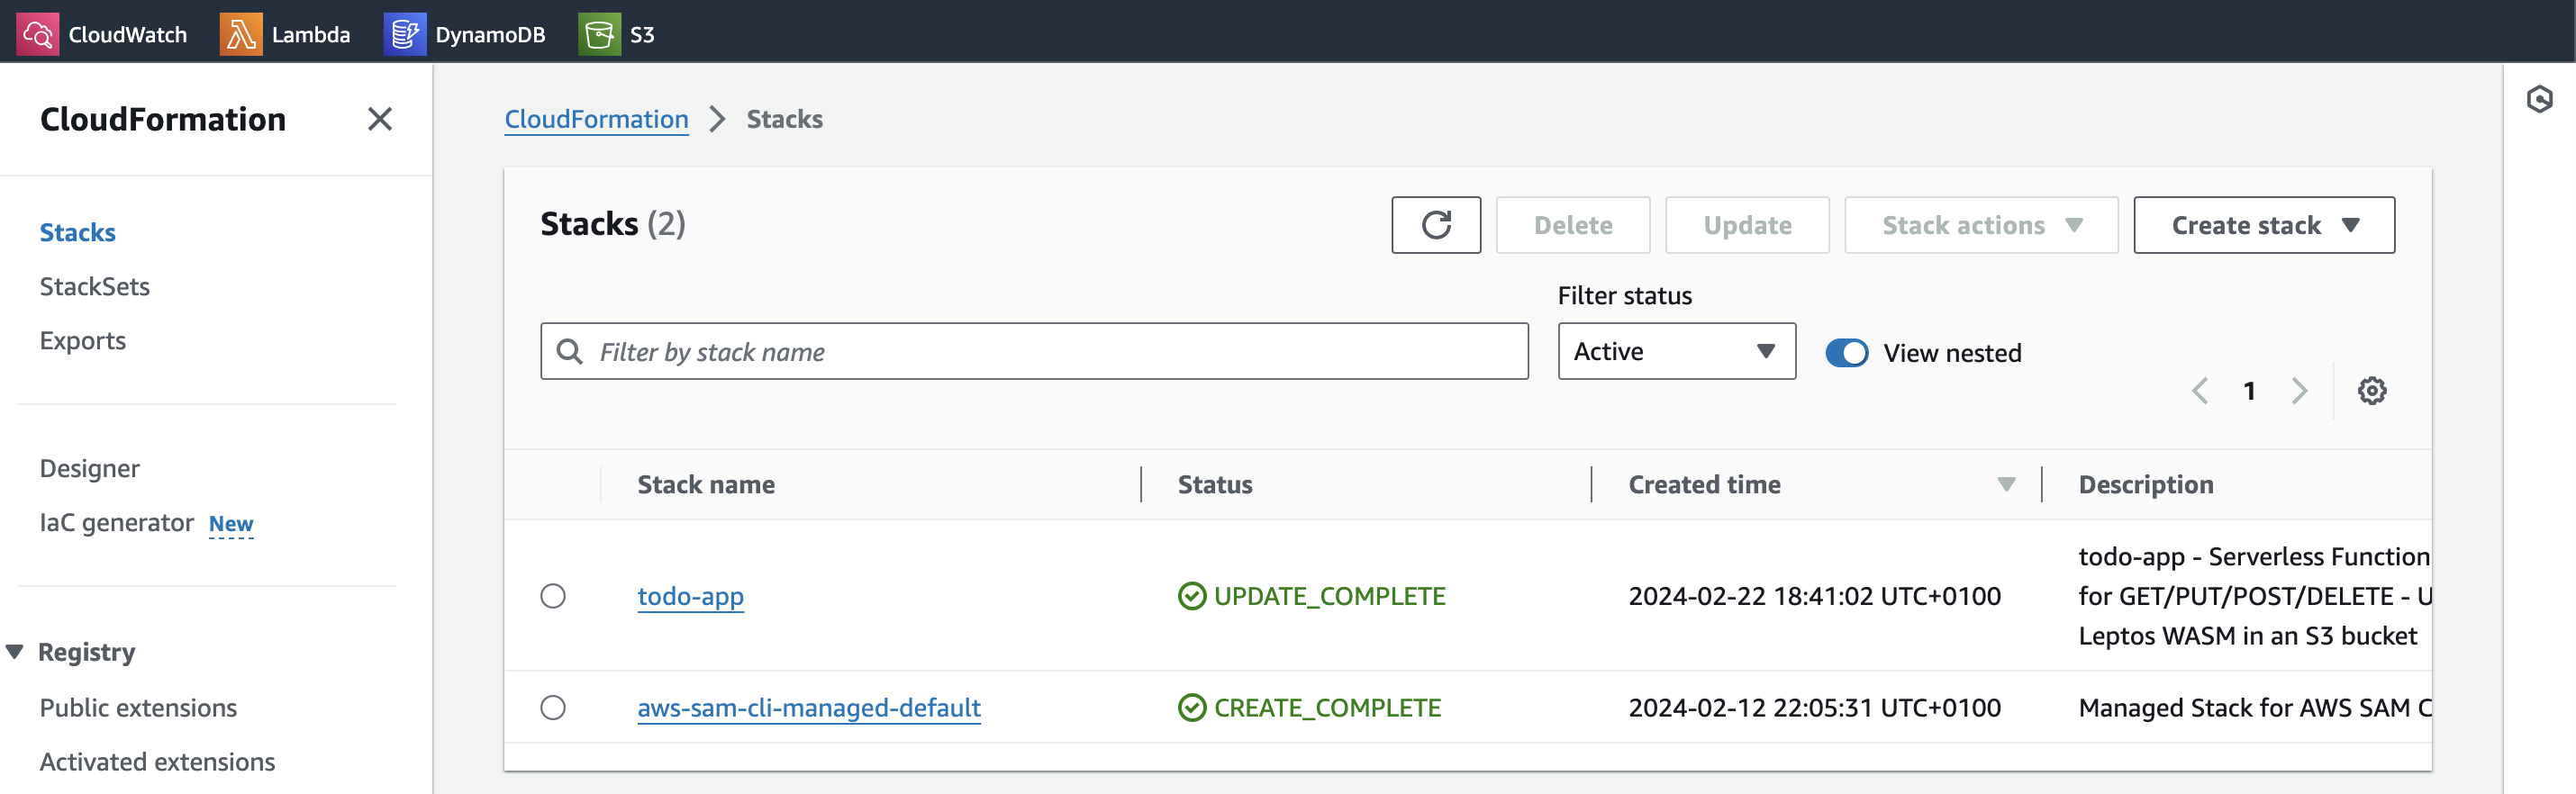 CloudWatch Lambda DynamoDB S3
CloudFormation
Stacks
StackSets
Exports
Designer
IaC generator New
Registry
Public extensions
Activated extensions
CloudFormation Stacks
Stacks (2)
Delete Update Stack actions Create stack
Filter status
Filter by stack name
Active
View nested
1
Stack name Status Created time Description
todo-app UPDATE_COMPLETE 2024-02-22 18:41:02 UTC+0100 todo-app - Serverless Function
for GET/PUT/POST/DELETE - U
Leptos WASM in an S3 bucket
aws-sam-cli-managed-default CREATE_COMPLETE 2024-02-12 22:05:31 UTC+0100 Managed Stack for AWS SAM C